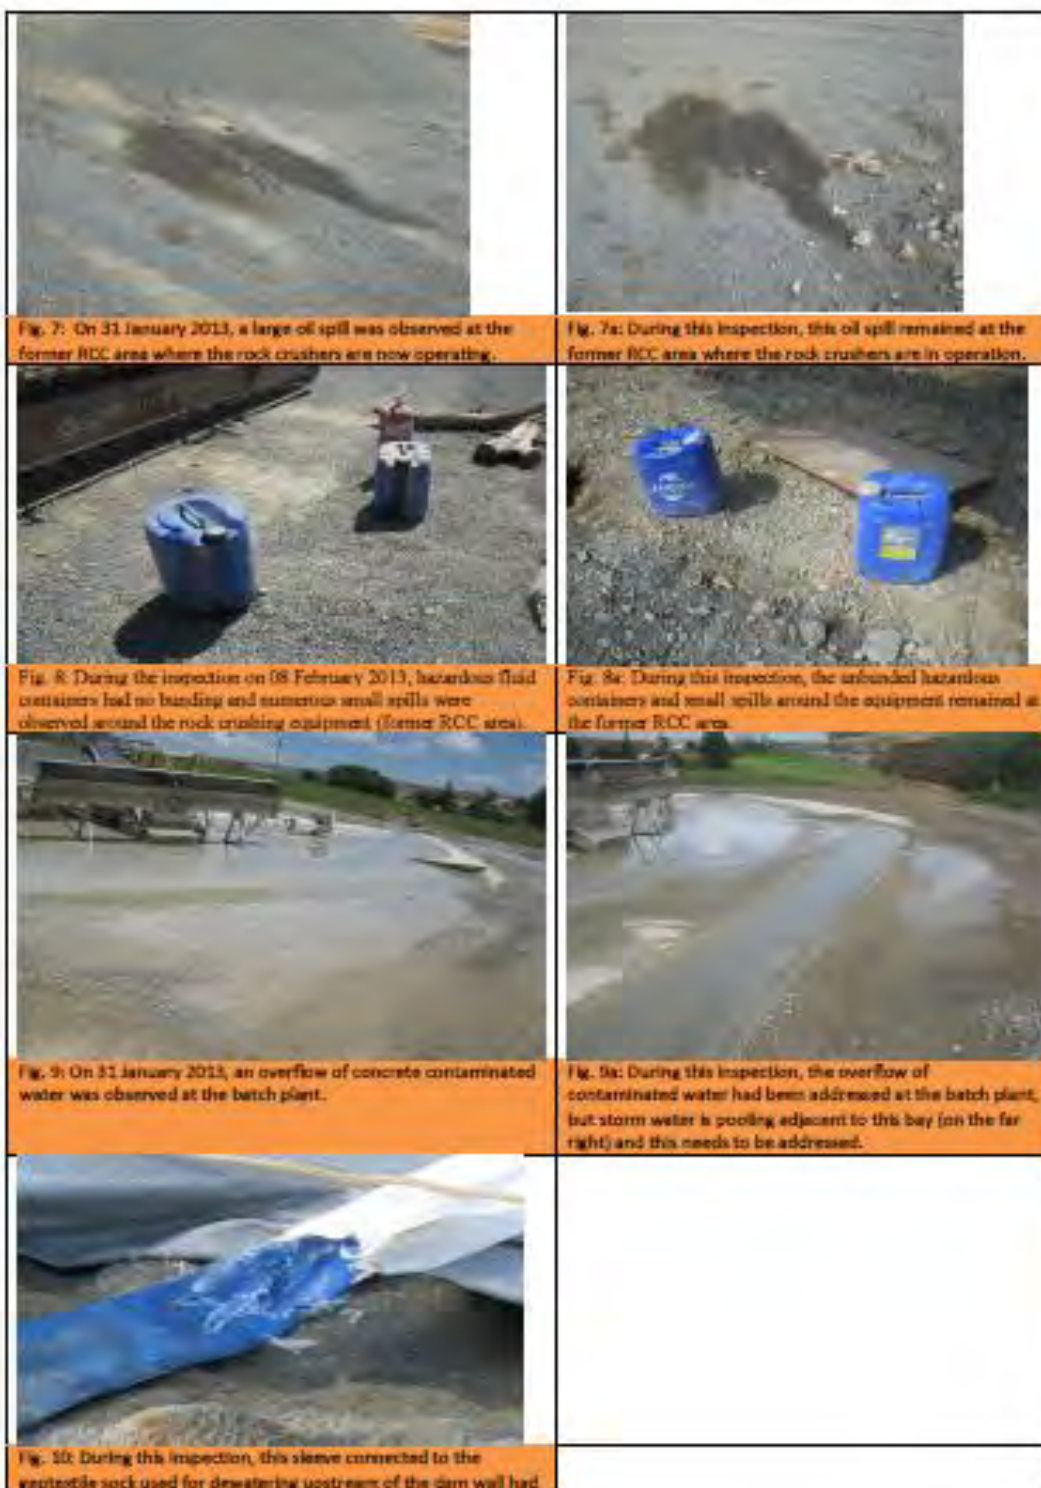 Fig. 7: On 31 January 2013, a large oil spill was observed at the
former RCC area where the rock crushers are now operating.
Fig. 7a: During this inspection, this oil spill remained at the
former RCC area where the rock crushers are in operation.
Fig. 8: During the inspection on 08 February 2013, hazardous fluid
containers had no bunding and numerous small spills were
observed around the rock crushing equipment (former RCC area).
Fig. 8a: During this inspection, the unbunded hazardous
containers and small spills around the equipment remained at
the former RCC area.
Fig. 9: On 31 January 2013, an overflow of concrete contaminated
water was observed at the batch plant.
Fig. 9a: During this inspection, the overflow of
contaminated water had been addressed at the batch plant,
but storm water is pooling adjacent to this bay (on the far
right) and this needs to be addressed.
Fig. 10: During this inspection, this sleeve connected to the
geotextile sock used for dewatering upstream of the dam wall had